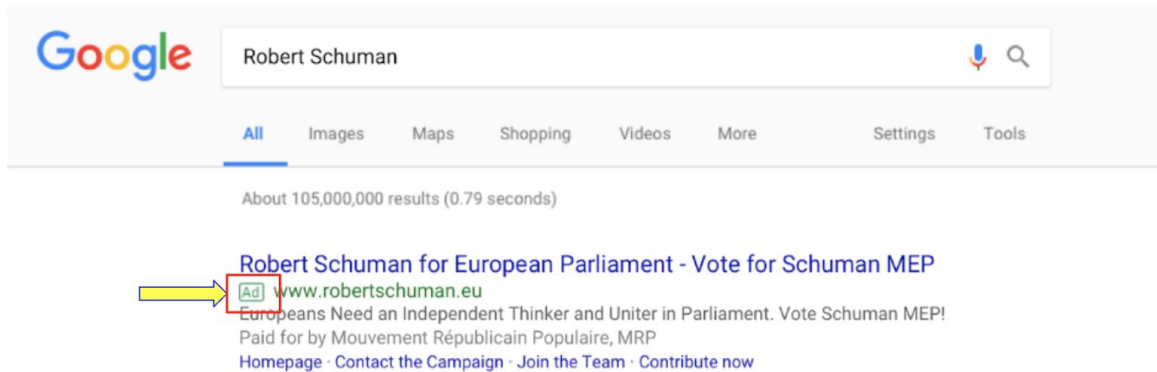 Google
Robert Schuman
All Images Maps Shopping Videos More Settings Tools
About 105,000,000 results (0.79 seconds)
Robert Schuman for European Parliament - Vote for Schuman MEP
Ad www.robertschuman.eu
Europeans Need an Independent Thinker and Uniter in Parliament. Vote Schuman MEP!
Paid for by Mouvement Républicain Populaire, MRP
Homepage · Contact the Campaign · Join the Team · Contribute now